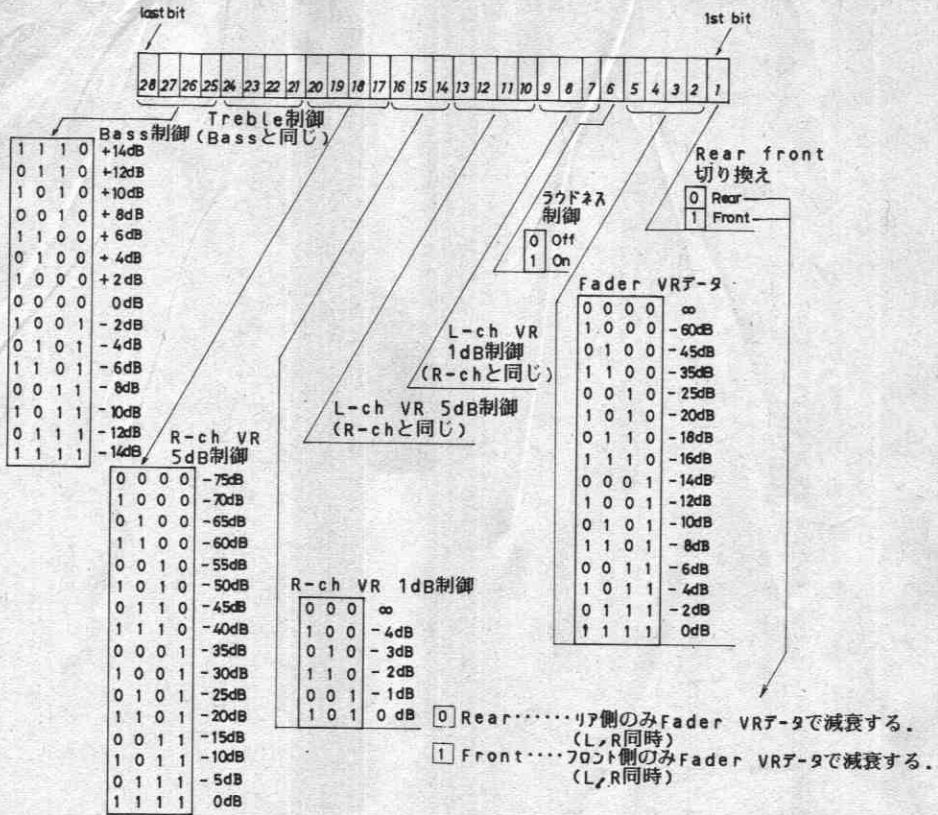 last bit
1st bit
28 27 26 25 24 23 22 21 20 19 18 17 16 15 14 13 12 11 10 9 8 7 6 5 4 3 2 1
Bass制御
1 1 1 0 +14dB
0 1 1 0 +12dB
1 0 1 0 +10dB
0 0 1 0 + 8dB
1 1 0 0 + 6dB
0 1 0 0 + 4dB
1 0 0 0 + 2dB
0 0 0 0 0dB
1 0 0 1 - 2dB
0 1 0 1 - 4dB
1 1 0 1 - 6dB
0 0 1 1 - 8dB
1 0 1 1 - 10dB
0 1 1 1 - 12dB
1 1 1 1 - 14dB
Treble制御
(Bassと同じ)
R-ch VR
5dB制御
0 0 0 0 -75dB
1 0 0 0 -70dB
0 1 0 0 -65dB
1 1 0 0 -60dB
0 0 1 0 -55dB
1 0 1 0 -50dB
0 1 1 0 -45dB
1 1 1 0 -40dB
0 0 0 1 -35dB
1 0 0 1 -30dB
0 1 0 1 -25dB
1 1 0 1 -20dB
0 0 1 1 -15dB
1 0 1 1 -10dB
0 1 1 1 - 5dB
1 1 1 1 0dB
R-ch VR 1dB制御
0 0 0 ∞
1 0 0 - 4dB
0 1 0 - 3dB
1 1 0 - 2dB
0 0 1 - 1dB
1 0 1 0 dB
L-ch VR 5dB制御
(R-chと同じ)
L-ch VR
1dB制御
(R-chと同じ)
ラウドネス
制御
0 Off
1 On
Fader VRデータ
0 0 0 0 ∞
1 0 0 0 -60dB
0 1 0 0 -45dB
1 1 0 0 -35dB
0 0 1 0 -25dB
1 0 1 0 -20dB
0 1 1 0 -18dB
1 1 1 0 -16dB
0 0 0 1 -14dB
1 0 0 1 -12dB
0 1 0 1 -10dB
1 1 0 1 - 8dB
0 0 1 1 - 6dB
1 0 1 1 - 4dB
0 1 1 1 - 2dB
1 1 1 1 0dB
Rear front
切り換え
0 Rear
1 Front
0 Rear······リア側のみFader VRデータで減衰する.
(L,R同時)
1 Front····フロント側のみFader VRデータで減衰する.
(L,R同時)